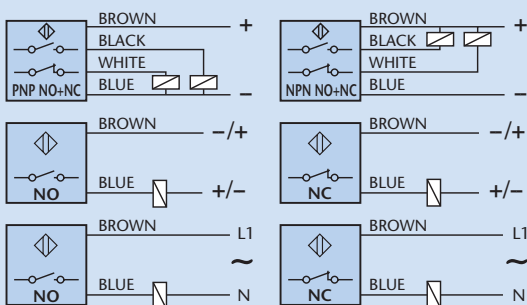 BROWN +
BLACK
WHITE
PNP NO+NC BLUE –
BROWN +
BLACK
WHITE
NPN NO+NC BLUE –
BROWN –/+
NO BLUE +/–
BROWN –/+
NC BLUE +/–
BROWN L1
~
NO BLUE N
BROWN L1
~
NC BLUE N